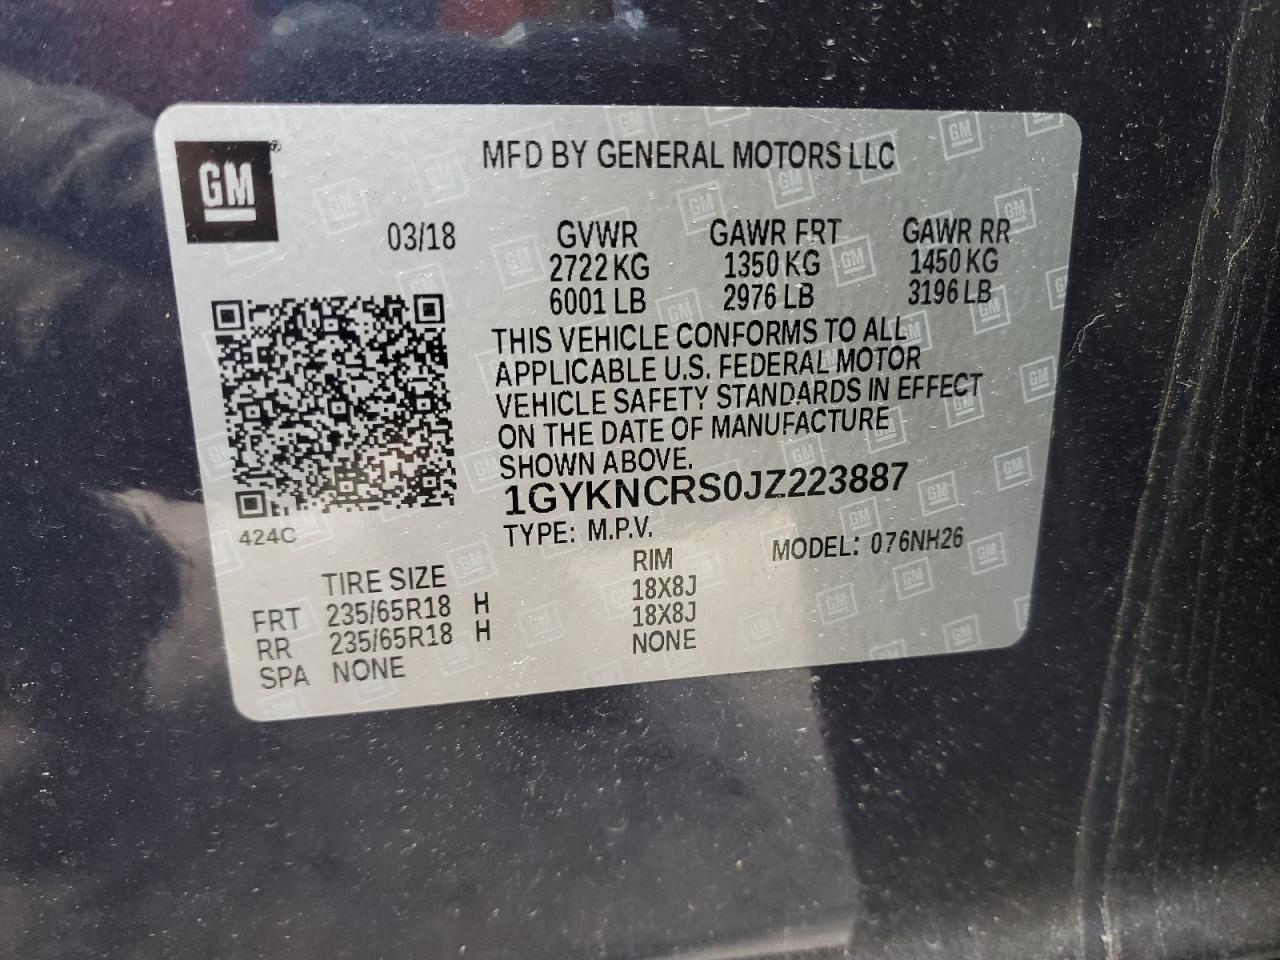 GM
MFD BY GENERAL MOTORS LLC
03/18 GVWR GAWR FRT GAWR RR
2722 KG 1350 KG 1450 KG
6001 LB 2976 LB 3196 LB
THIS VEHICLE CONFORMS TO ALL
APPLICABLE U.S. FEDERAL MOTOR
VEHICLE SAFETY STANDARDS IN EFFECT
ON THE DATE OF MANUFACTURE
SHOWN ABOVE.
1GYKNCRS0JZ223887
424C
TYPE: M.P.V. MODEL: 076NH26
TIRE SIZE RIM
FRT 235/65R18 H 18X8J
RR 235/65R18 H 18X8J
SPA NONE NONE